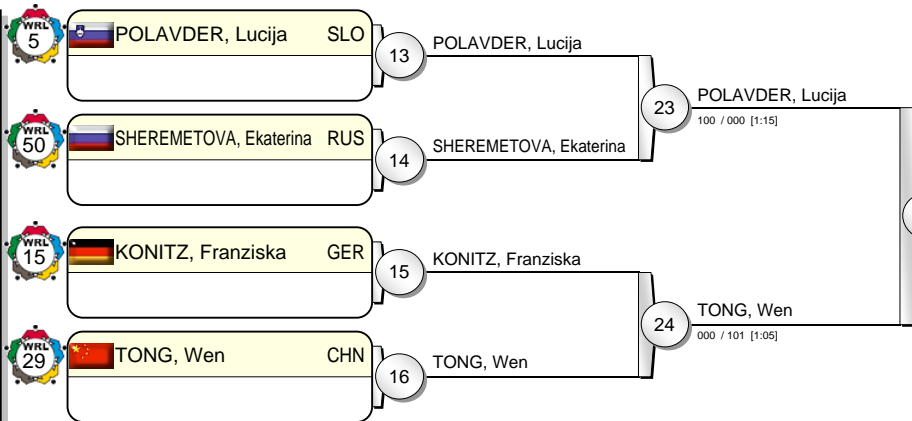 WRL
5
POLAVDER, Lucija SLO
13
POLAVDER, Lucija
23
POLAVDER, Lucija
100 / 000 [1:15]
WRL
50
SHEREMETOVA, Ekaterina RUS
14
SHEREMETOVA, Ekaterina
WRL
15
KONITZ, Franziska GER
15
KONITZ, Franziska
24
TONG, Wen
000 / 101 [1:05]
WRL
29
TONG, Wen CHN
16
TONG, Wen